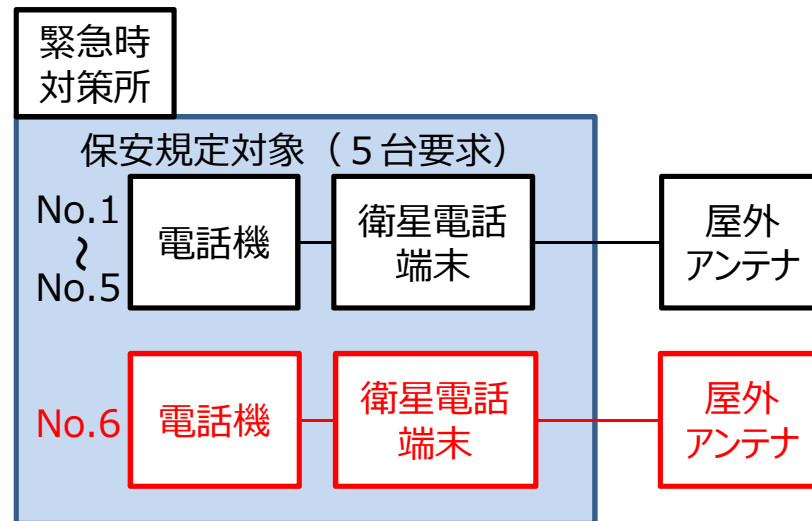 緊急時
対策所
保安規定対象（５台要求）
No.1
～
No.5
電話機
衛星電話
端末
屋外
アンテナ
No.6
電話機
衛星電話
端末
屋外
アンテナ